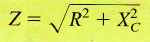 Z = √(R² + X_C²)